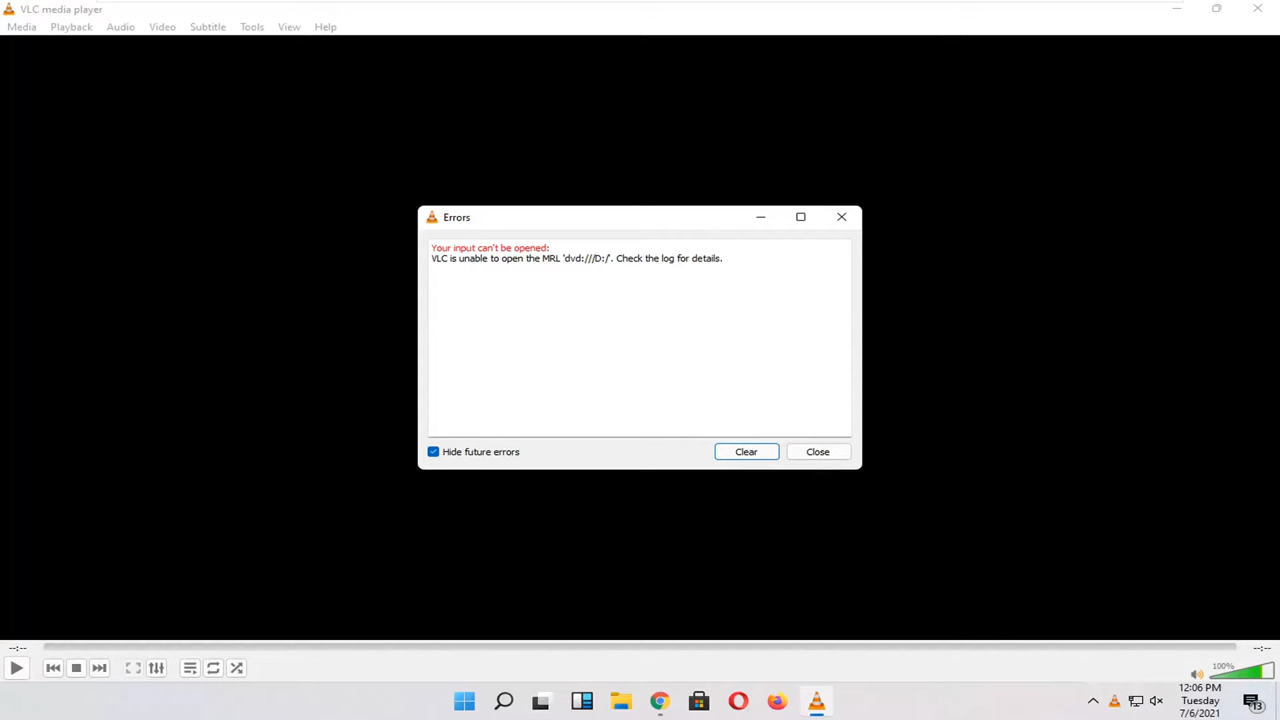 VLC media player
Media Playback Audio Video Subtitle Tools View Help
Errors
Your input can't be opened:
VLC is unable to open the MRL 'dvd:///D:/'. Check the log for details.
Hide future errors
Clear
Close
--:--
--:--
100%
12:06 PM
Tuesday
7/6/2021
13